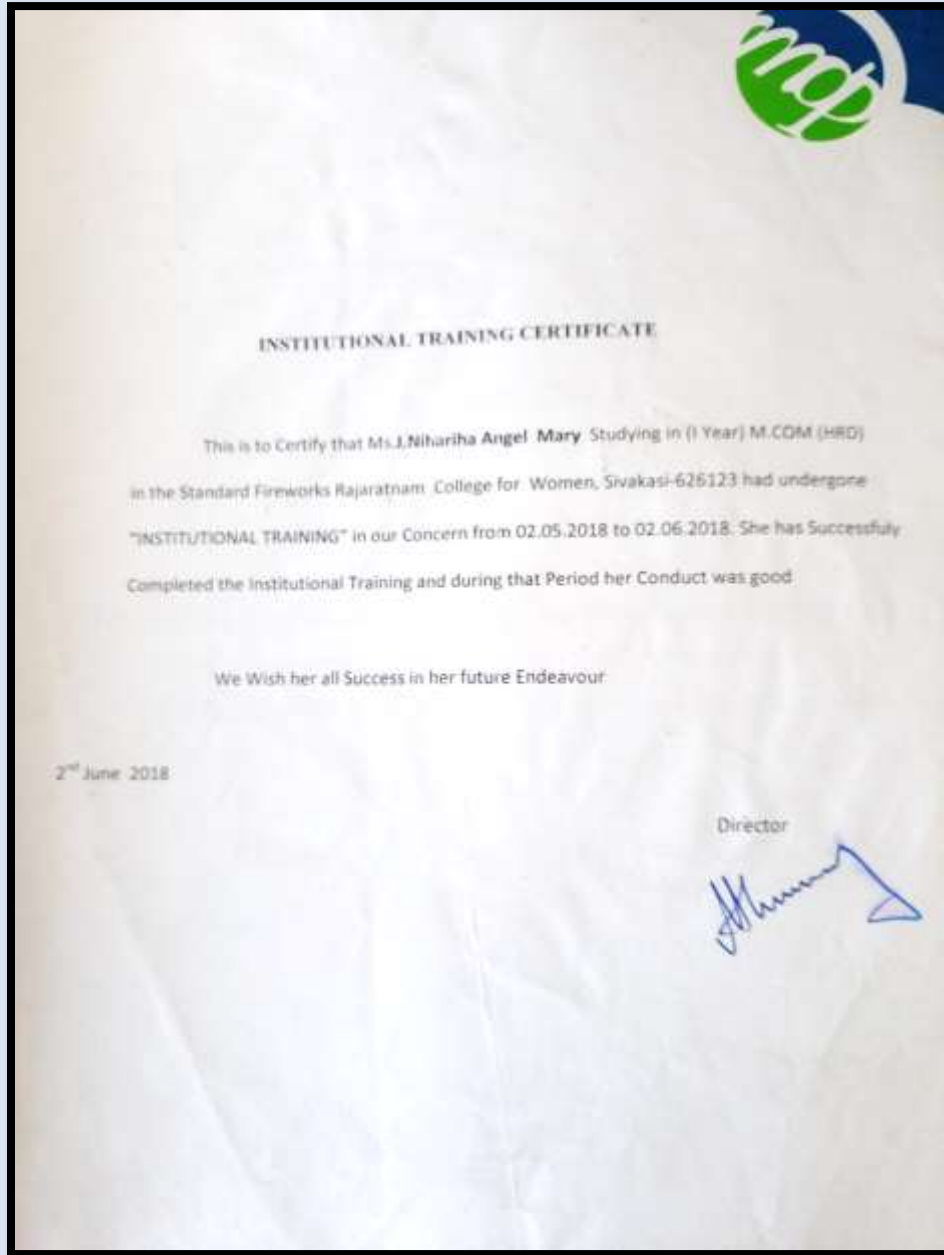 mdp
INSTITUTIONAL TRAINING CERTIFICATE
This is to Certify that Ms.J.Nihariha Angel Mary Studying in (I Year) M.COM (HRD)
in the Standard Fireworks Rajaratnam College for Women, Sivakasi-626123 had undergone
"INSTITUTIONAL TRAINING" in our Concern from 02.05.2018 to 02.06.2018. She has Successfuly
Completed the Institutional Training and during that Period her Conduct was good
We Wish her all Success in her future Endeavour
2nd June 2018
Director